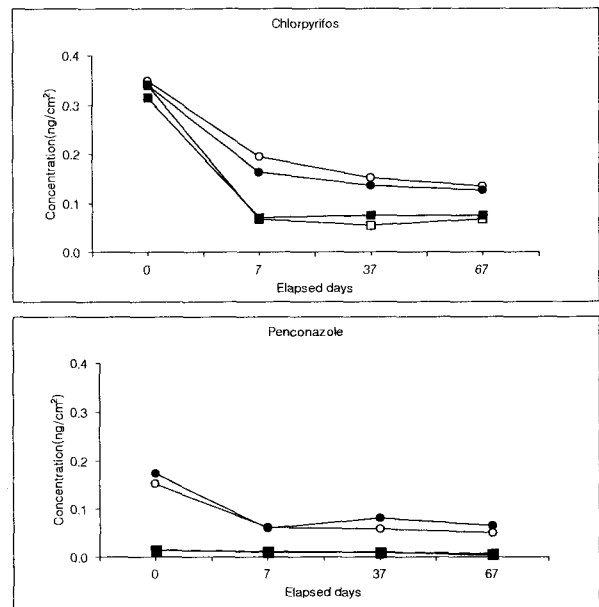 Chlorpyrifos
Concentration(ng/cm²)
0.4
0.3
0.2
0.1
0.0
0 7 37 67
Elapsed days
Penconazole
Concentration(ng/cm²)
0.4
0.3
0.2
0.1
0.0
0 7 37 67
Elapsed days